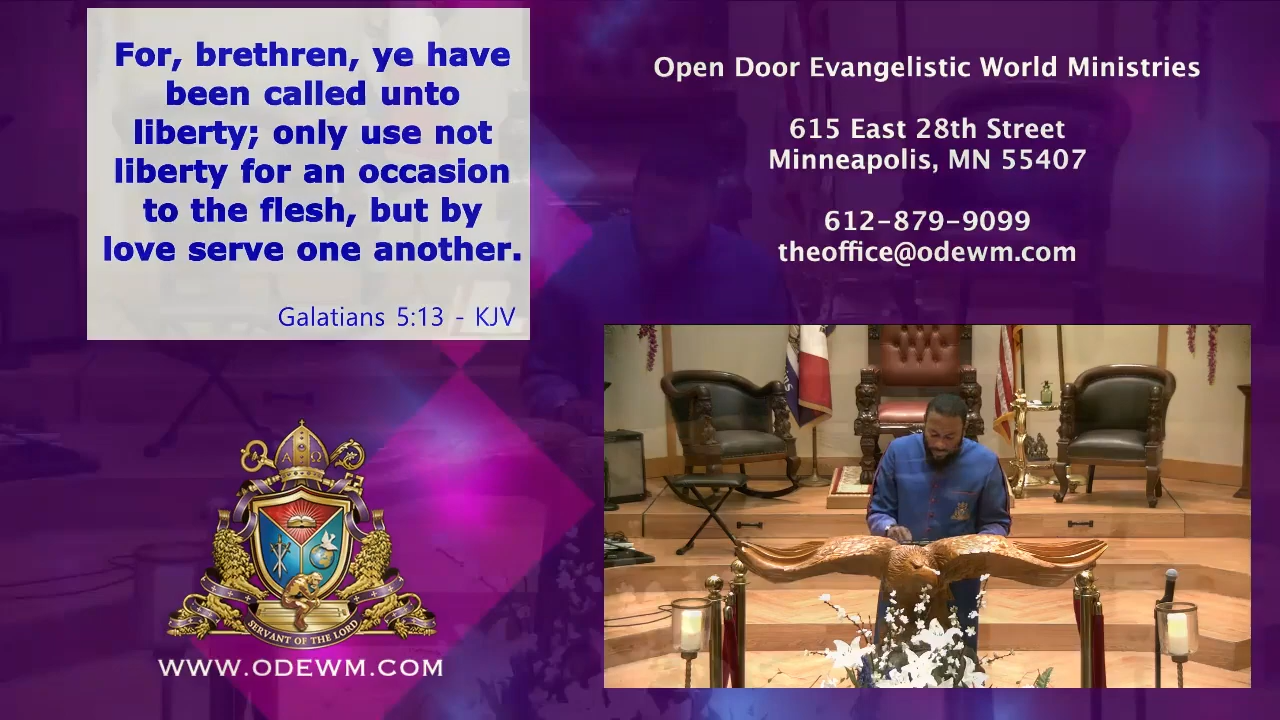 For, brethren, ye have
been called unto
liberty; only use not
liberty for an occasion
to the flesh, but by
love serve one another.
Galatians 5:13 - KJV
Open Door Evangelistic World Ministries
615 East 28th Street
Minneapolis, MN 55407
612-879-9099
theoffice@odewm.com
Α Ω
SERVANT OF THE LORD
WWW.ODEWM.COM